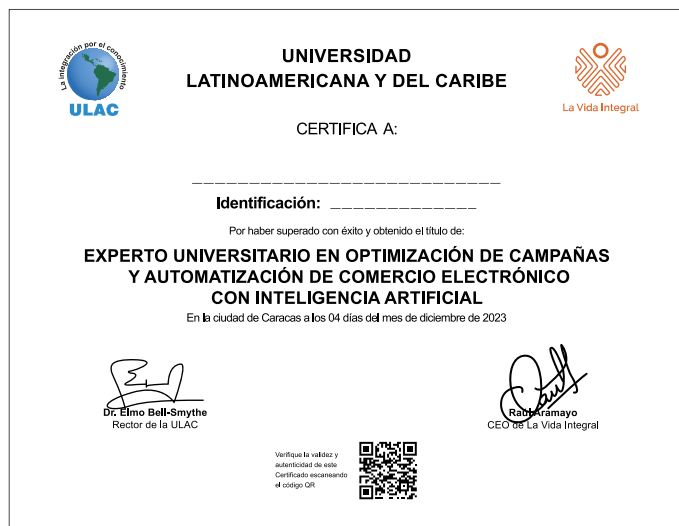 La integración por el conocimiento
ULAC
UNIVERSIDAD
LATINOAMERICANA Y DEL CARIBE
La Vida Integral
CERTIFICA A:
Identificación:
Por haber superado con éxito y obtenido el título de:
EXPERTO UNIVERSITARIO EN OPTIMIZACIÓN DE CAMPAÑAS
Y AUTOMATIZACIÓN DE COMERCIO ELECTRÓNICO
CON INTELIGENCIA ARTIFICIAL
En la ciudad de Caracas a los 04 días del mes de diciembre de 2023
Dr. Elmo Bell-Smythe
Rector de la ULAC
Raúl Aramayo
CEO de La Vida Integral
Verifique la validez y
autenticidad de este
Certificado escaneando
el código QR